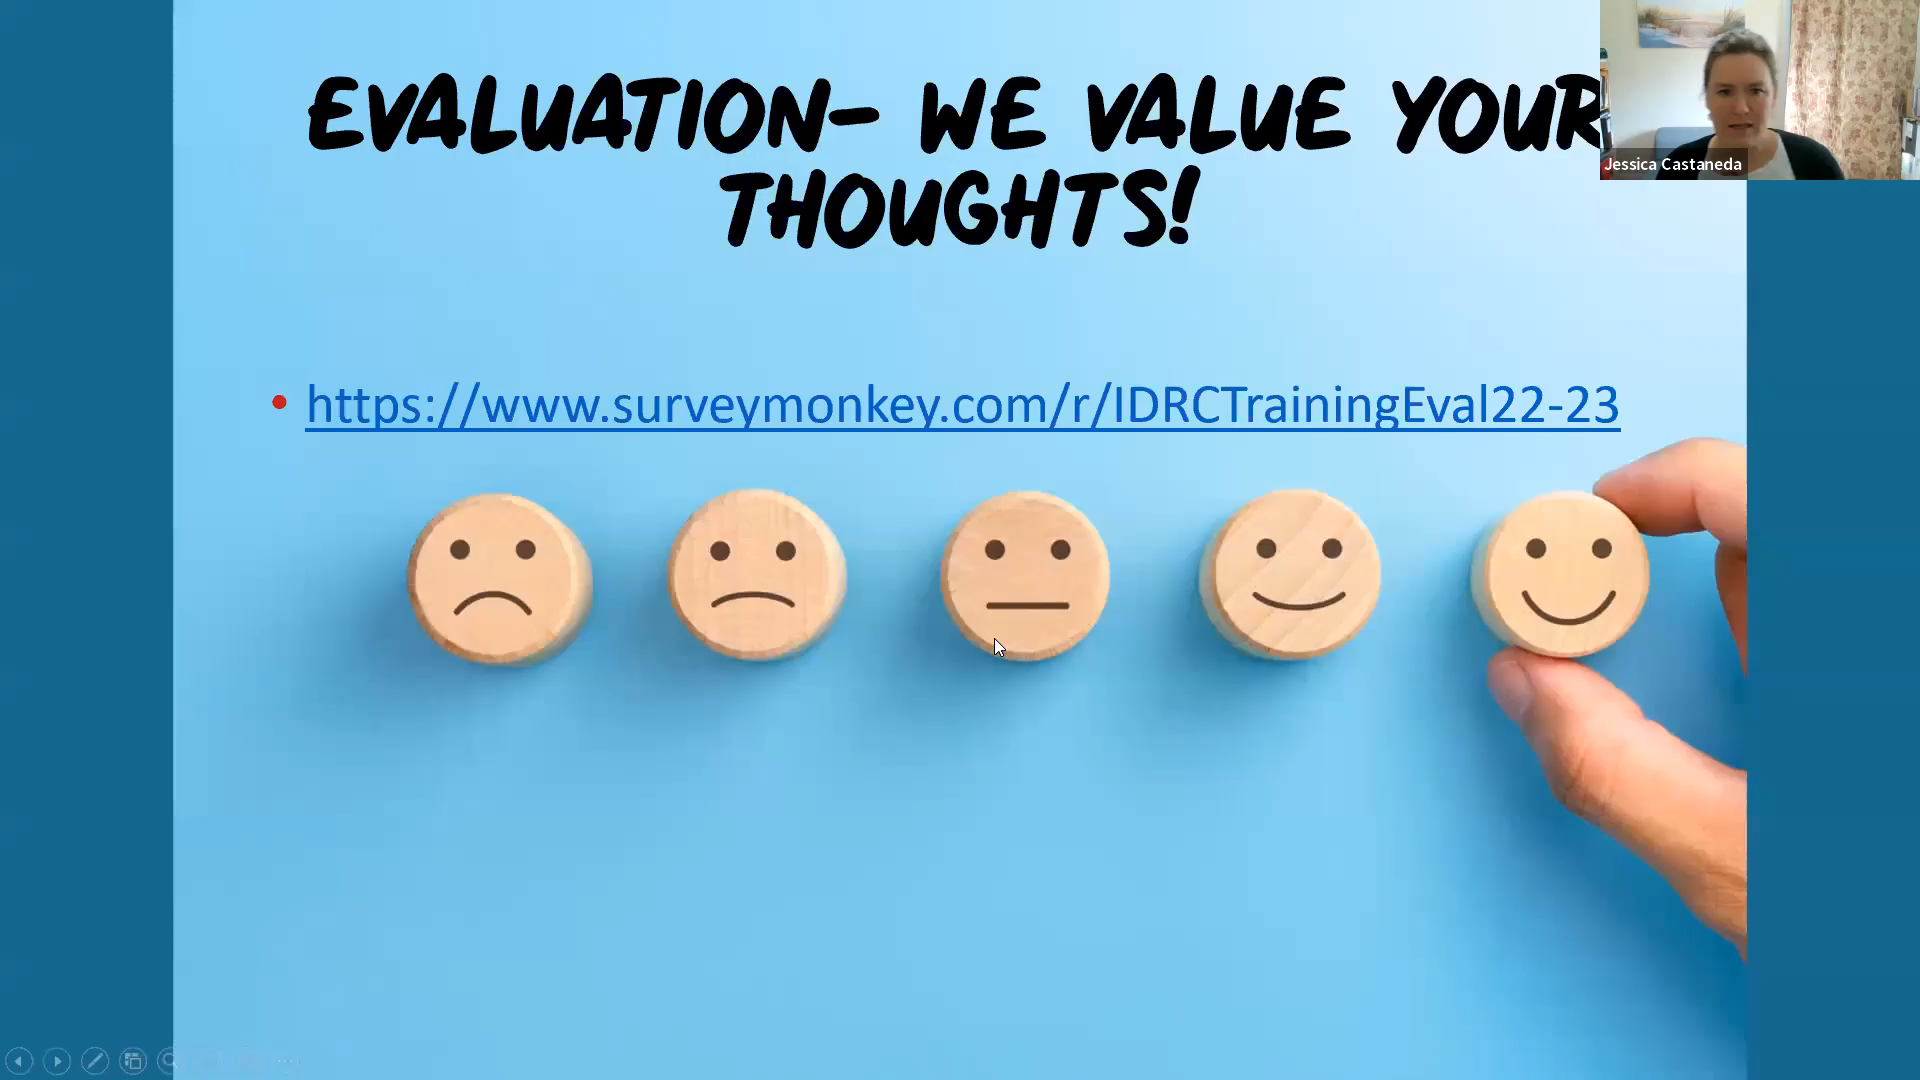 EVALUATION- WE VALUE YOUR
THOUGHTS!
Jessica Castaneda
• https://www.surveymonkey.com/r/IDRCTrainingEval22-23